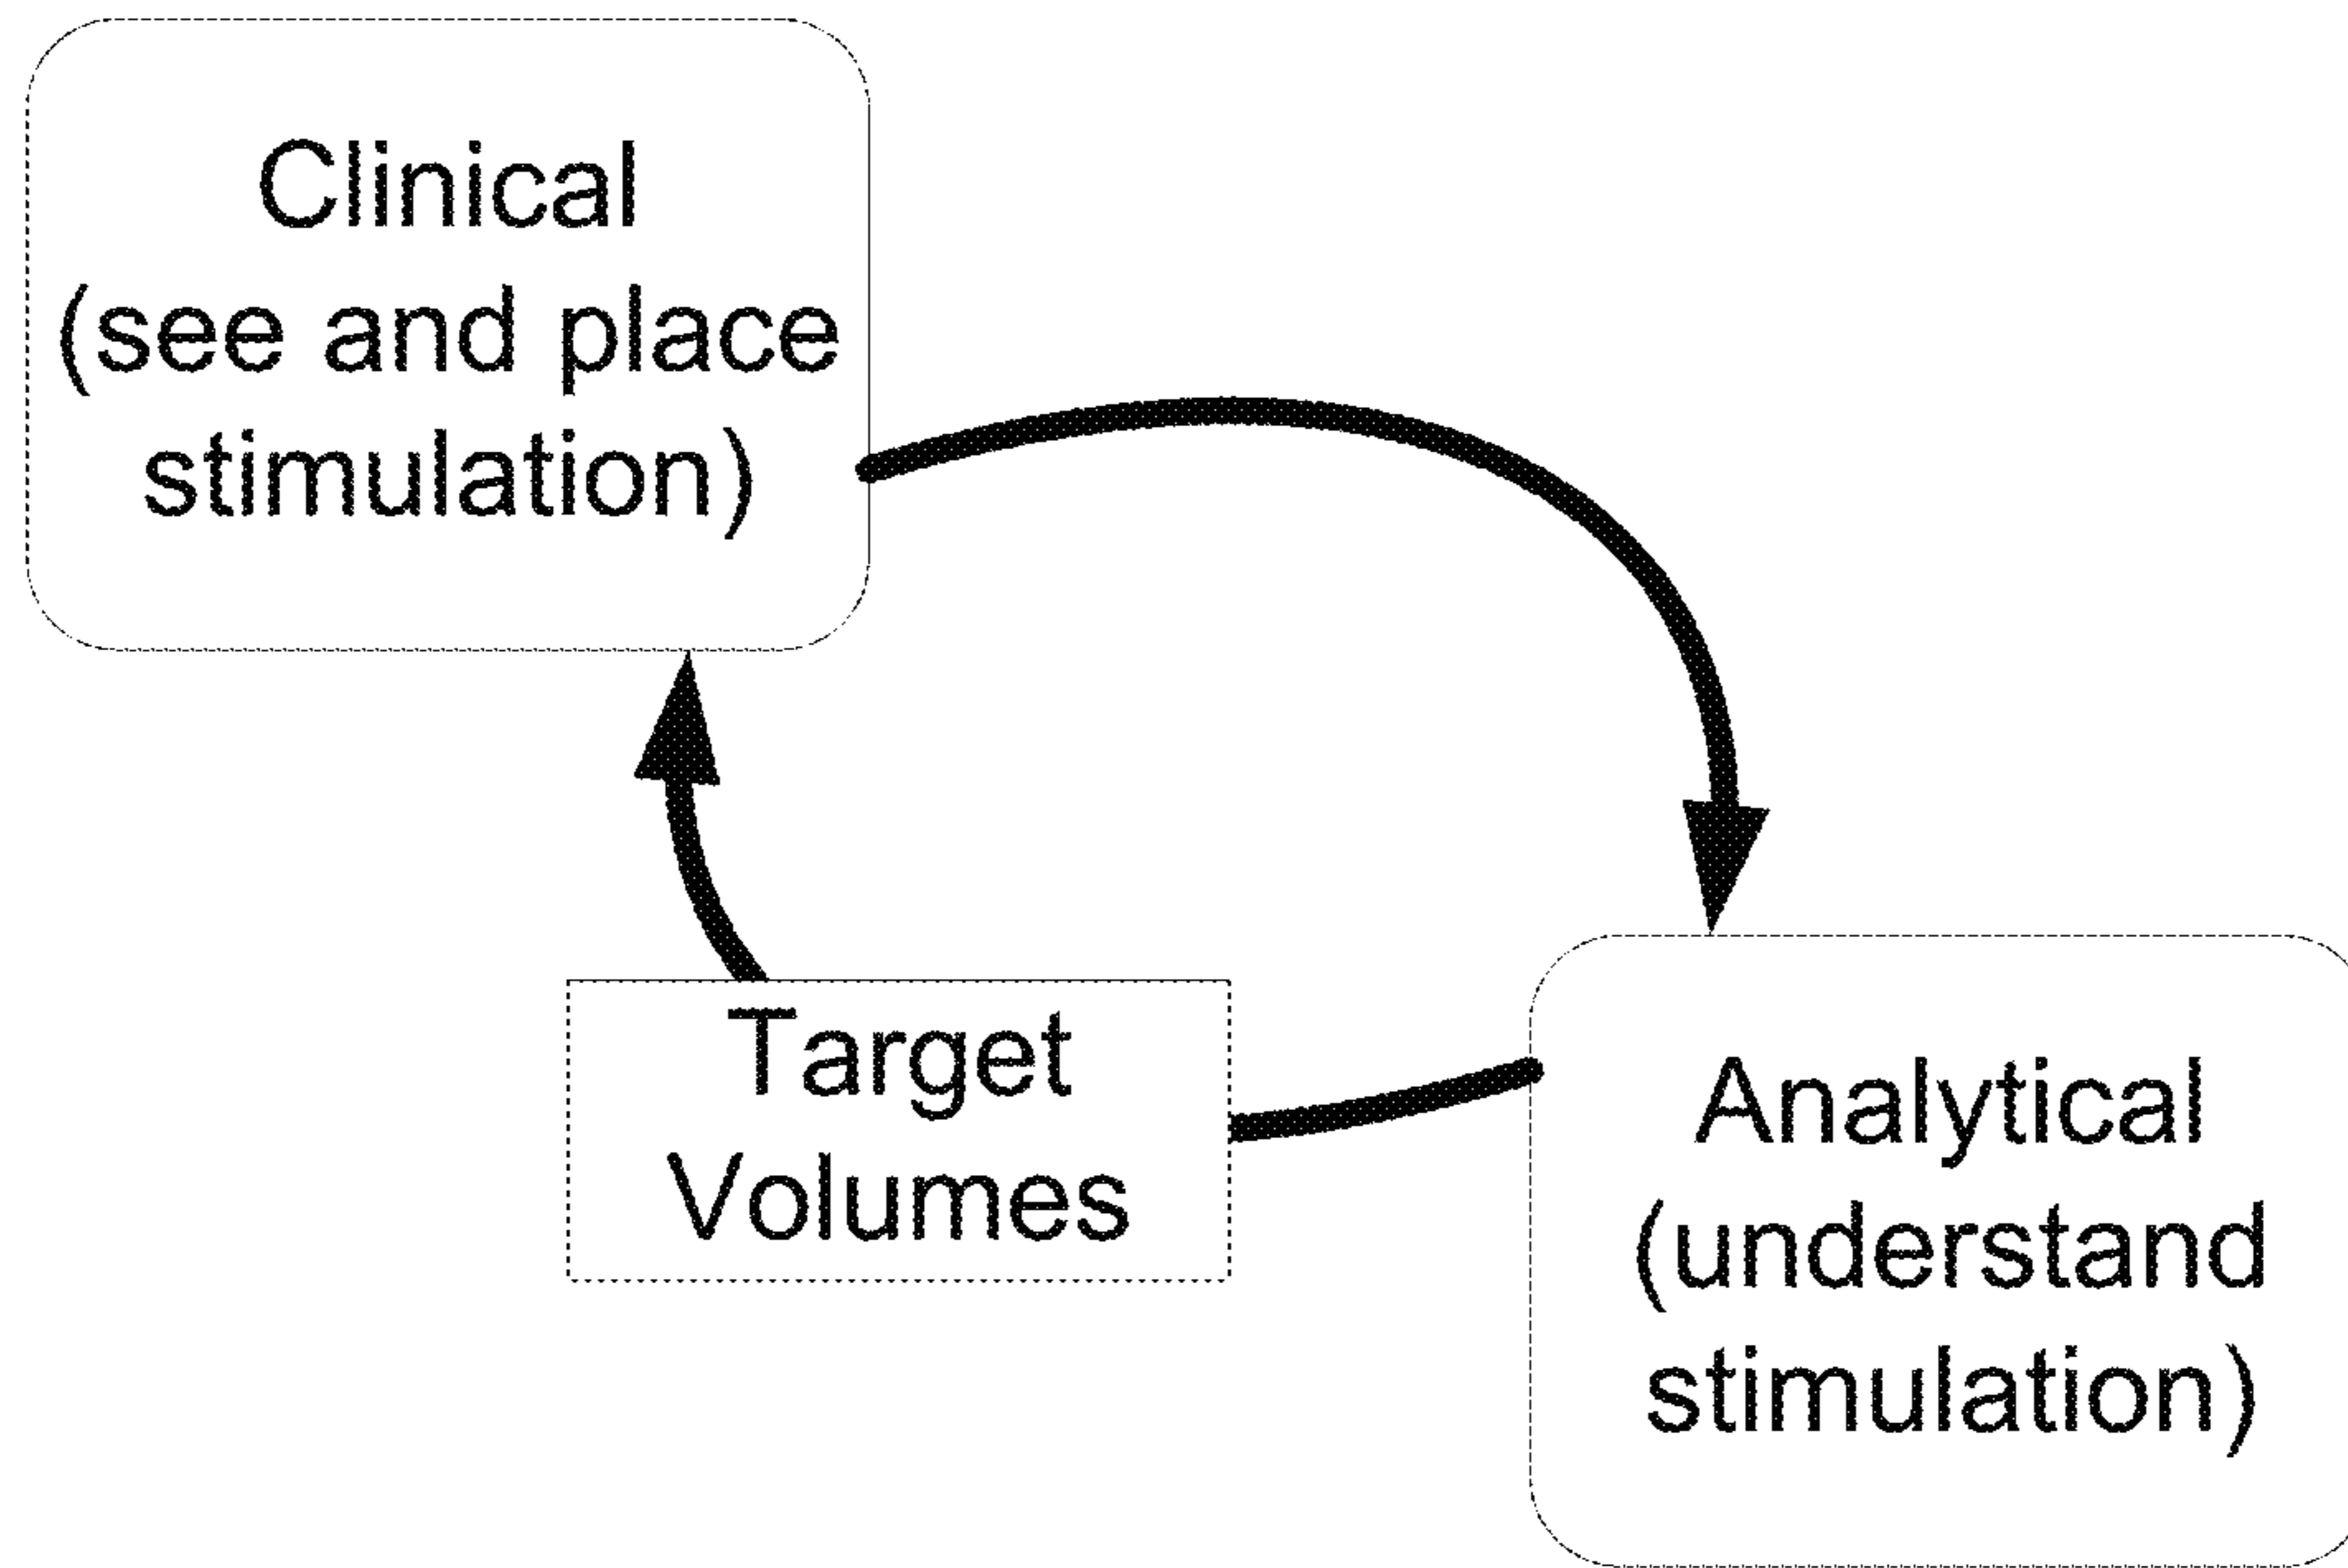 Clinical
(see and place
stimulation)
Target
Volumes
Analytical
(understand
stimulation)